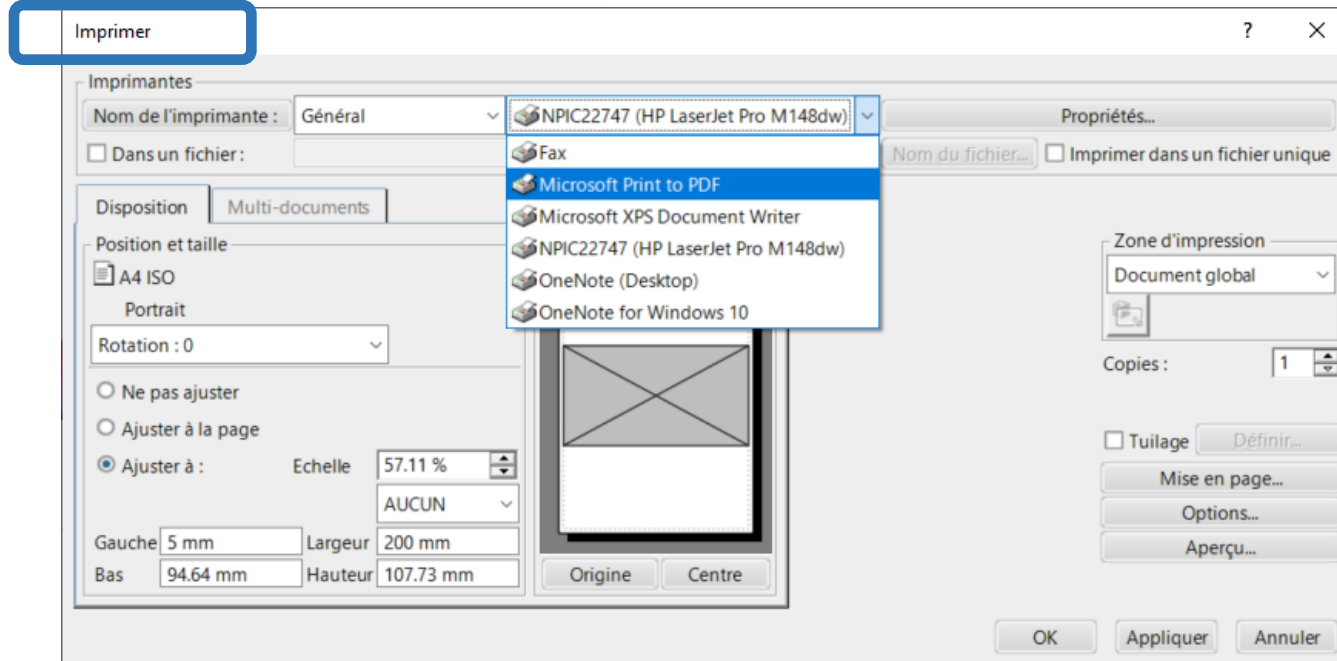 Imprimer
?
Imprimantes
Nom de l'imprimante : Général NPIC22747 (HP LaserJet Pro M148dw) Propriétés...
Dans un fichier : Nom du fichier... Imprimer dans un fichier unique
Fax
Microsoft Print to PDF
Microsoft XPS Document Writer
NPIC22747 (HP LaserJet Pro M148dw)
OneNote (Desktop)
OneNote for Windows 10
Disposition Multi-documents
Position et taille
A4 ISO
Portrait
Rotation : 0
Ne pas ajuster
Ajuster à la page
Ajuster à : Echelle 57.11 %
AUCUN
Gauche 5 mm Largeur 200 mm
Bas 94.64 mm Hauteur 107.73 mm
Origine Centre
Zone d'impression
Document global
Copies : 1
Tuilage Définir...
Mise en page...
Options...
Aperçu...
OK Appliquer Annuler